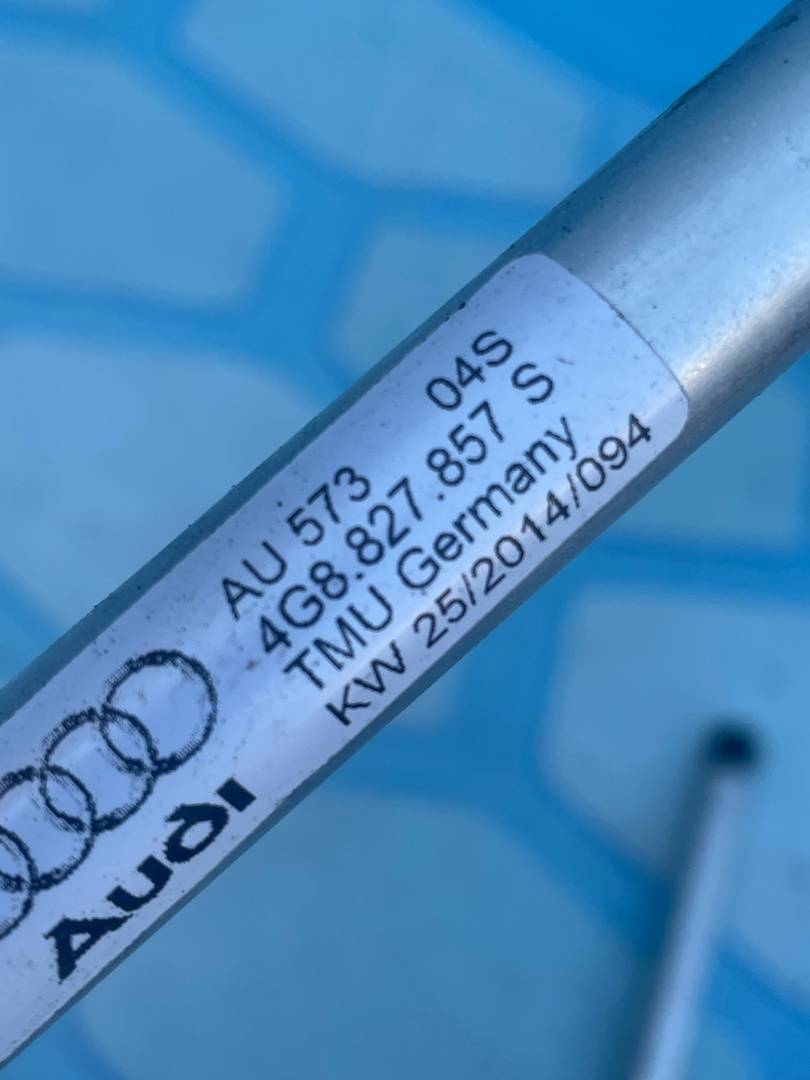 04S
AU 573
4G8.827.857 S
TMU Germany
KW 25/2014/094
Audi